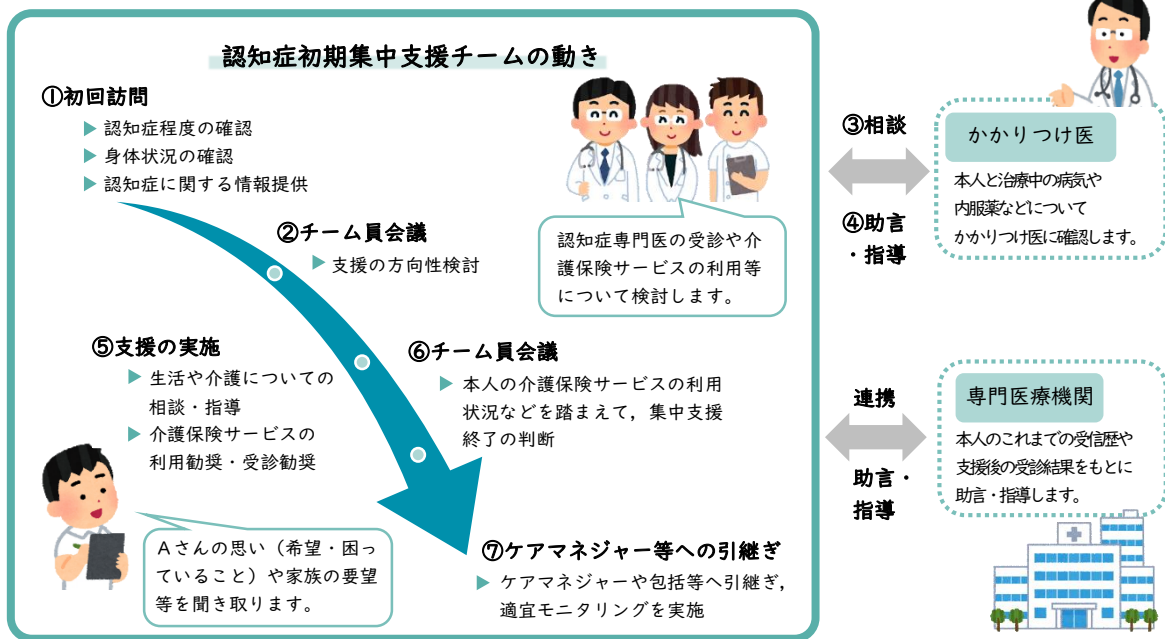 認知症初期集中支援チームの動き
①初回訪問
▶ 認知症程度の確認
▶ 身体状況の確認
▶ 認知症に関する情報提供
②チーム員会議
▶ 支援の方向性検討
認知症専門医の受診や介
護保険サービスの利用等
について検討します。
③相談
④助言
・指導
かかりつけ医
本人と治療中の病気や
内服薬などについて
かかりつけ医に確認します。
⑤支援の実施
▶ 生活や介護についての
相談・指導
▶ 介護保険サービスの
利用勧奨・受診勧奨
⑥チーム員会議
▶ 本人の介護保険サービスの利用
状況などを踏まえて，集中支援
終了の判断
連携
助言・
指導
専門医療機関
本人のこれまでの受信歴や
支援後の受診結果をもとに
助言・指導します。
Ａさんの思い（希望・困っ
ていること）や家族の要望
等を聞き取ります。
⑦ケアマネジャー等への引継ぎ
▶ ケアマネジャーや包括等へ引継ぎ，
適宜モニタリングを実施